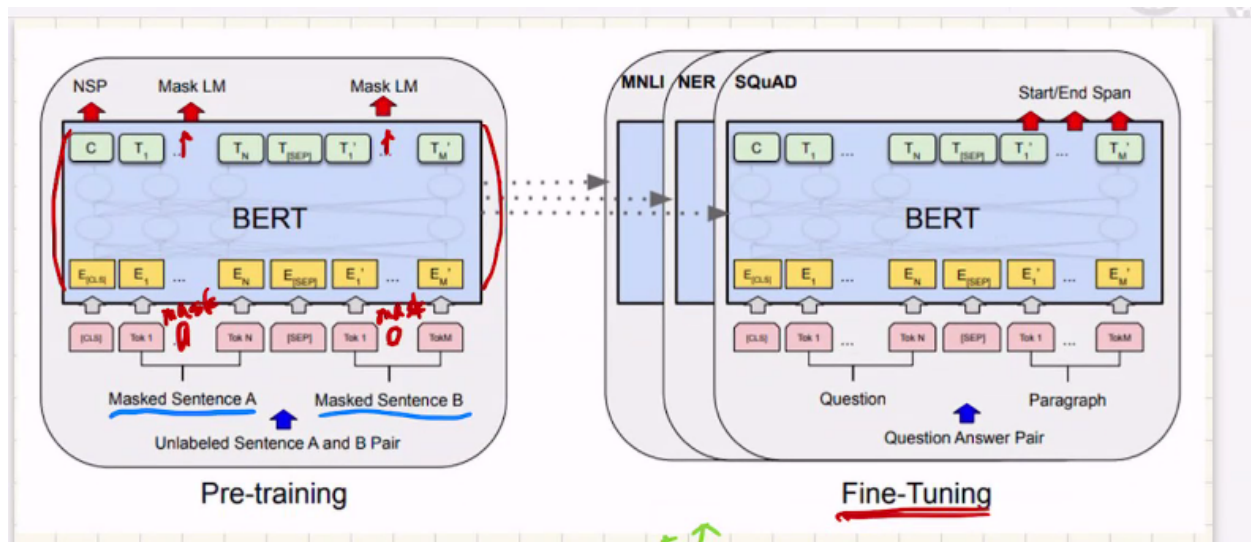 NSP Mask LM Mask LM
C T1 ... TN T[SEP] T1' ... TM'
BERT
E[CLS] E1 ... EN E[SEP] E1' ... EM'
mask mask
[CLS] Tok 1 ... Tok N [SEP] Tok 1 TokM
Masked Sentence A Masked Sentence B
Unlabeled Sentence A and B Pair
Pre-training
MNLI NER SQuAD
Start/End Span
C T1 ... TN T[SEP] T1' ... TM'
BERT
E[CLS] E1 ... EN E[SEP] E1' ... EM'
[CLS] Tok 1 ... Tok N [SEP] Tok 1 ... TokM
Question Paragraph
Question Answer Pair
Fine-Tuning